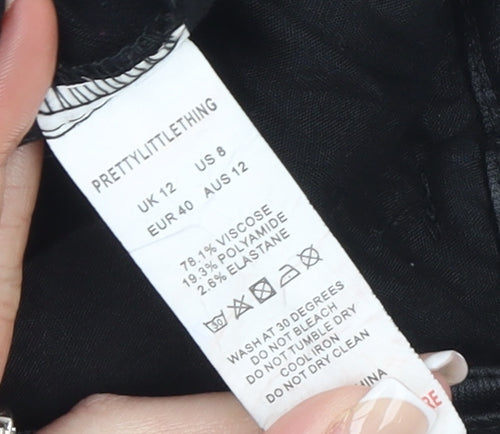 PRETTYLITTLETHING
UK 12 US 8
EUR 40 AUS 12
78.1% VISCOSE
19.3% POLYAMIDE
2.6% ELASTANE
30
WASH AT 30 DEGREES
DO NOT BLEACH
DO NOT TUMBLE DRY
COOL IRON
DO NOT DRY CLEAN